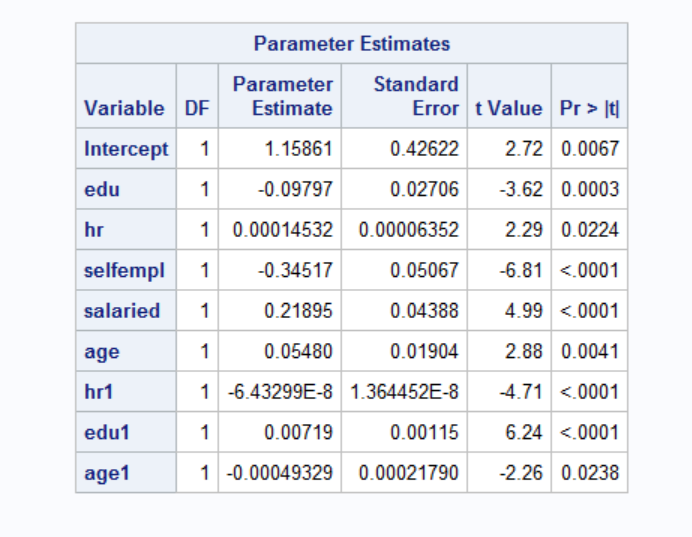 Parameter Estimates
Variable DF Parameter Estimate Standard Error t Value Pr > |t|
Intercept 1 1.15861 0.42622 2.72 0.0067
edu 1 -0.09797 0.02706 -3.62 0.0003
hr 1 0.00014532 0.00006352 2.29 0.0224
selfempl 1 -0.34517 0.05067 -6.81 <.0001
salaried 1 0.21895 0.04388 4.99 <.0001
age 1 0.05480 0.01904 2.88 0.0041
hr1 1 -6.43299E-8 1.364452E-8 -4.71 <.0001
edu1 1 0.00719 0.00115 6.24 <.0001
age1 1 -0.00049329 0.00021790 -2.26 0.0238